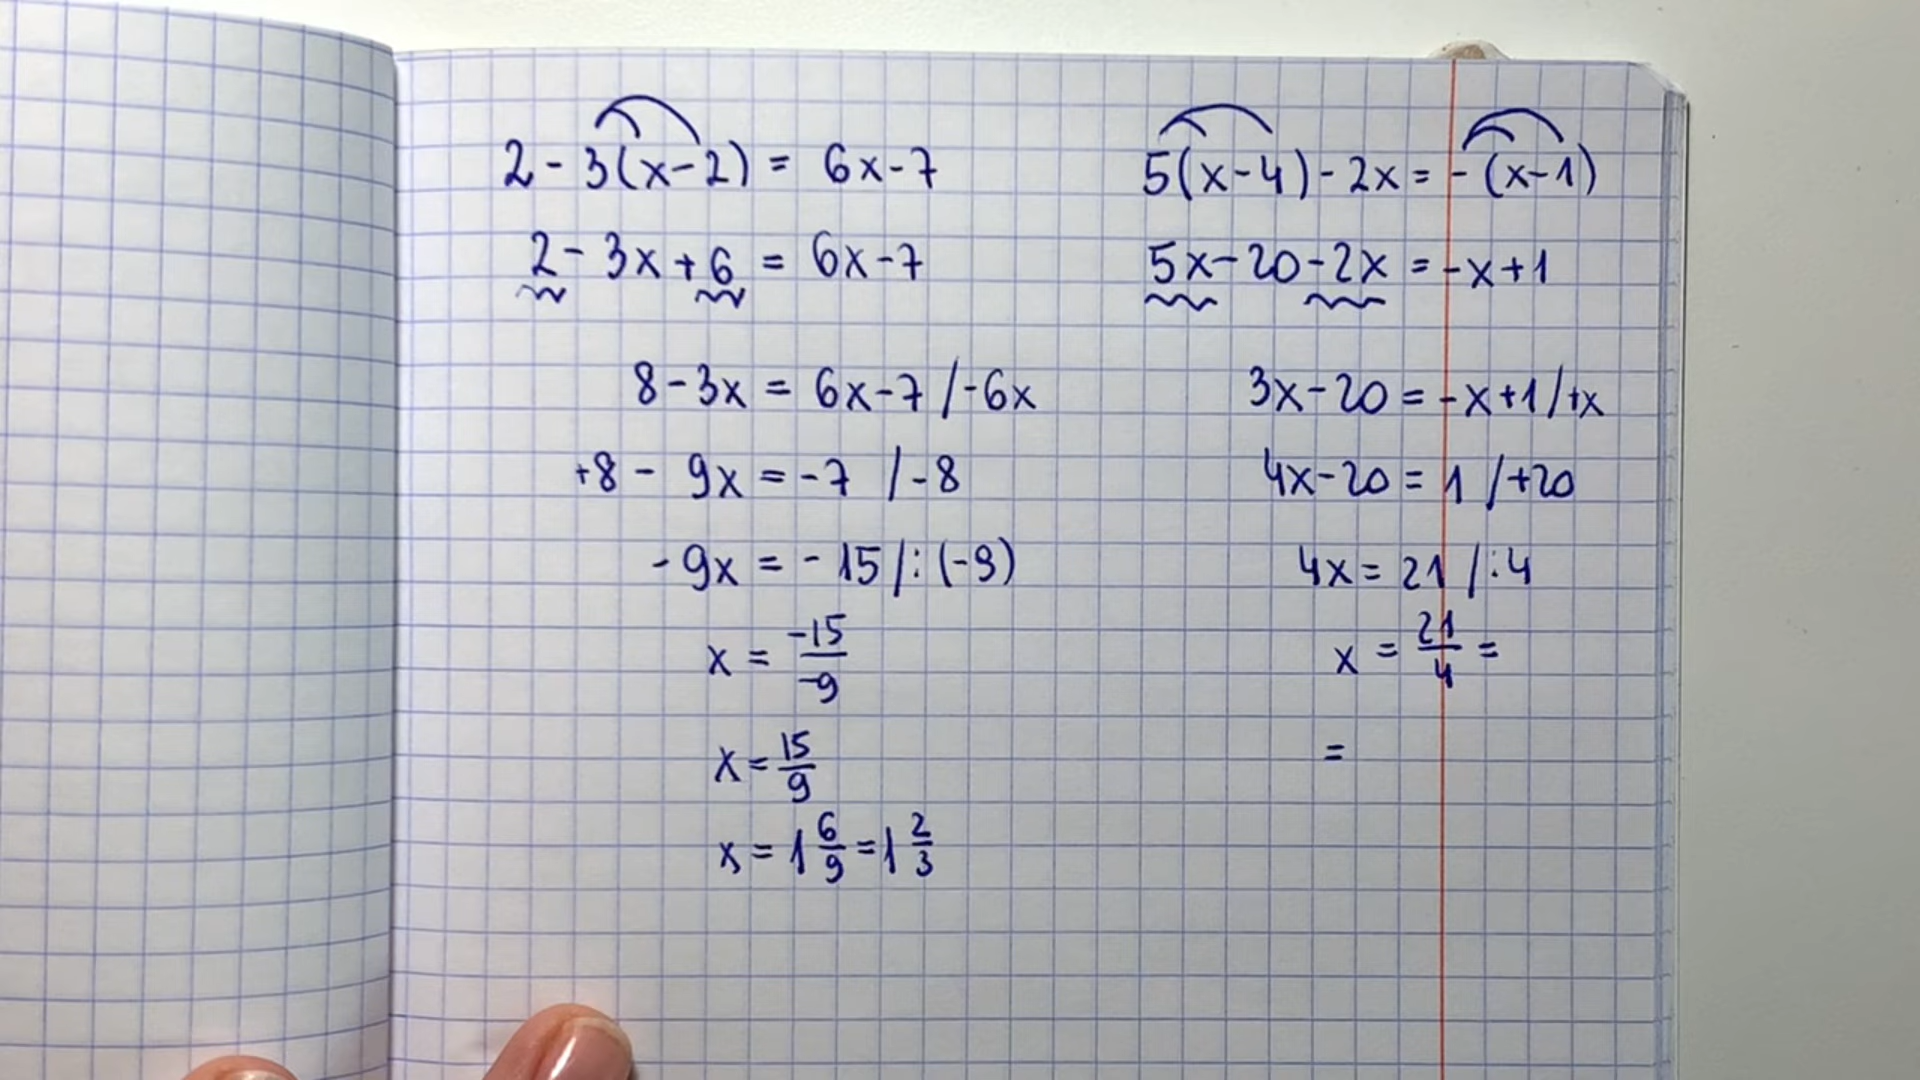 2 - 3(x-2) = 6x-7
2 - 3x + 6 = 6x-7
8 - 3x = 6x-7 /-6x
+8 - 9x = -7 /-8
-9x = -15 /:(-9)
x = -15/-9
x = 15/9
x = 1 6/9 = 1 2/3
5(x-4) - 2x = -(x-1)
5x - 20 - 2x = -x+1
3x - 20 = -x+1 /+x
4x - 20 = 1 /+20
4x = 21 /:4
x = 21/4 =
=